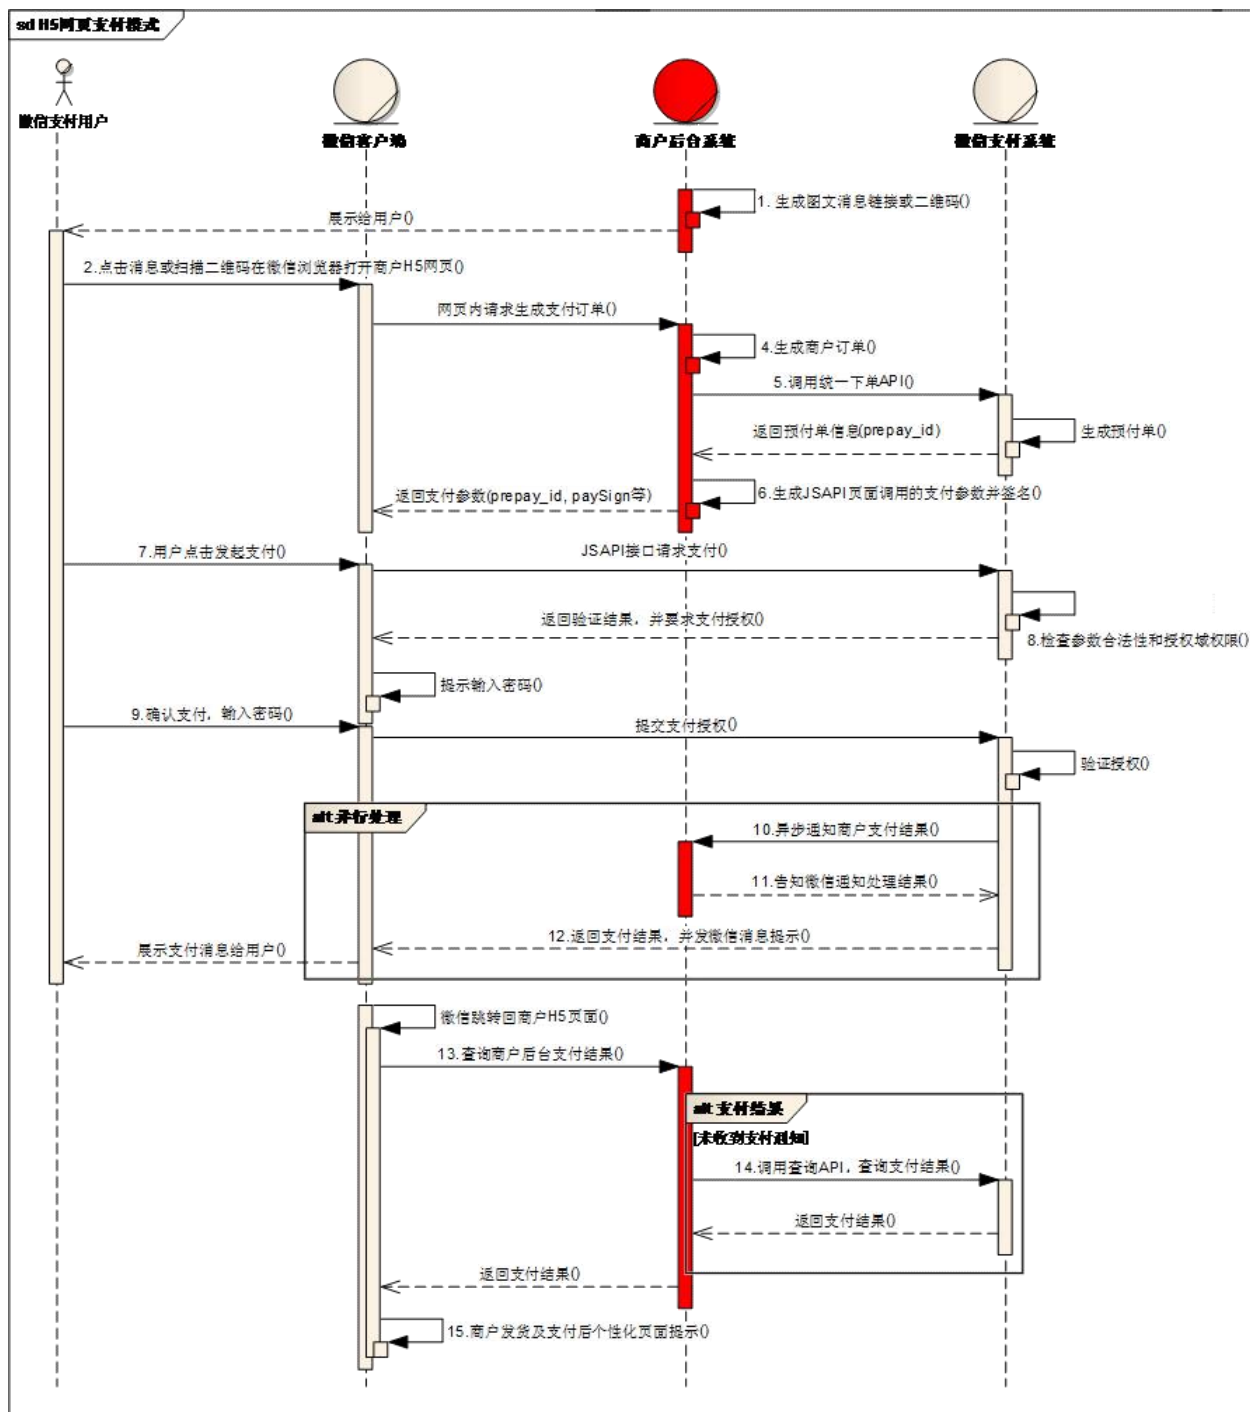 sd H5网页支付模式
微信支付用户
微信客户端
商户后台系统
微信支付系统
1. 生成图文消息链接或二维码()
展示给用户()
2.点击消息或扫描二维码在微信浏览器打开商户H5网页()
网页内请求生成支付订单()
4.生成商户订单()
5.调用统一下单API()
返回预付单信息(prepay_id)
生成预付单()
返回支付参数(prepay_id, paySign等)
6.生成JSAPI页面调用的支付参数并签名()
7.用户点击发起支付()
JSAPI接口请求支付()
返回验证结果，并要求支付授权()
8.检查参数合法性和授权域权限()
提示输入密码()
9.确认支付，输入密码()
提交支付授权()
验证授权()
alt 并行处理
10.异步通知商户支付结果()
11.告知微信通知处理结果()
12.返回支付结果，并发微信消息提示()
展示支付消息给用户()
微信跳转回商户H5页面()
13.查询商户后台支付结果()
alt 支付结果
[未收到支付通知]
14.调用查询API，查询支付结果()
返回支付结果()
返回支付结果()
15.商户发货及支付后个性化页面提示()